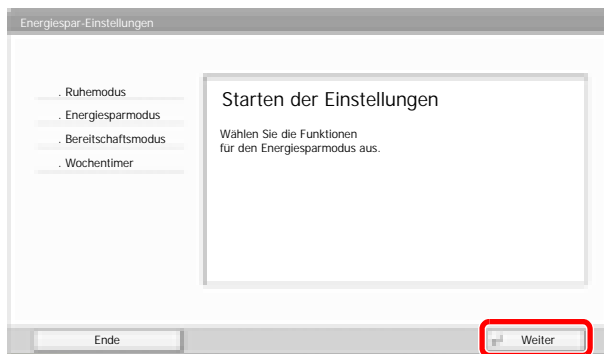 Energiespar-Einstellungen
. Ruhemodus
. Energiesparmodus
. Bereitschaftsmodus
. Wochentimer
Starten der Einstellungen
Wählen Sie die Funktionen
für den Energiesparmodus aus.
Ende
Weiter